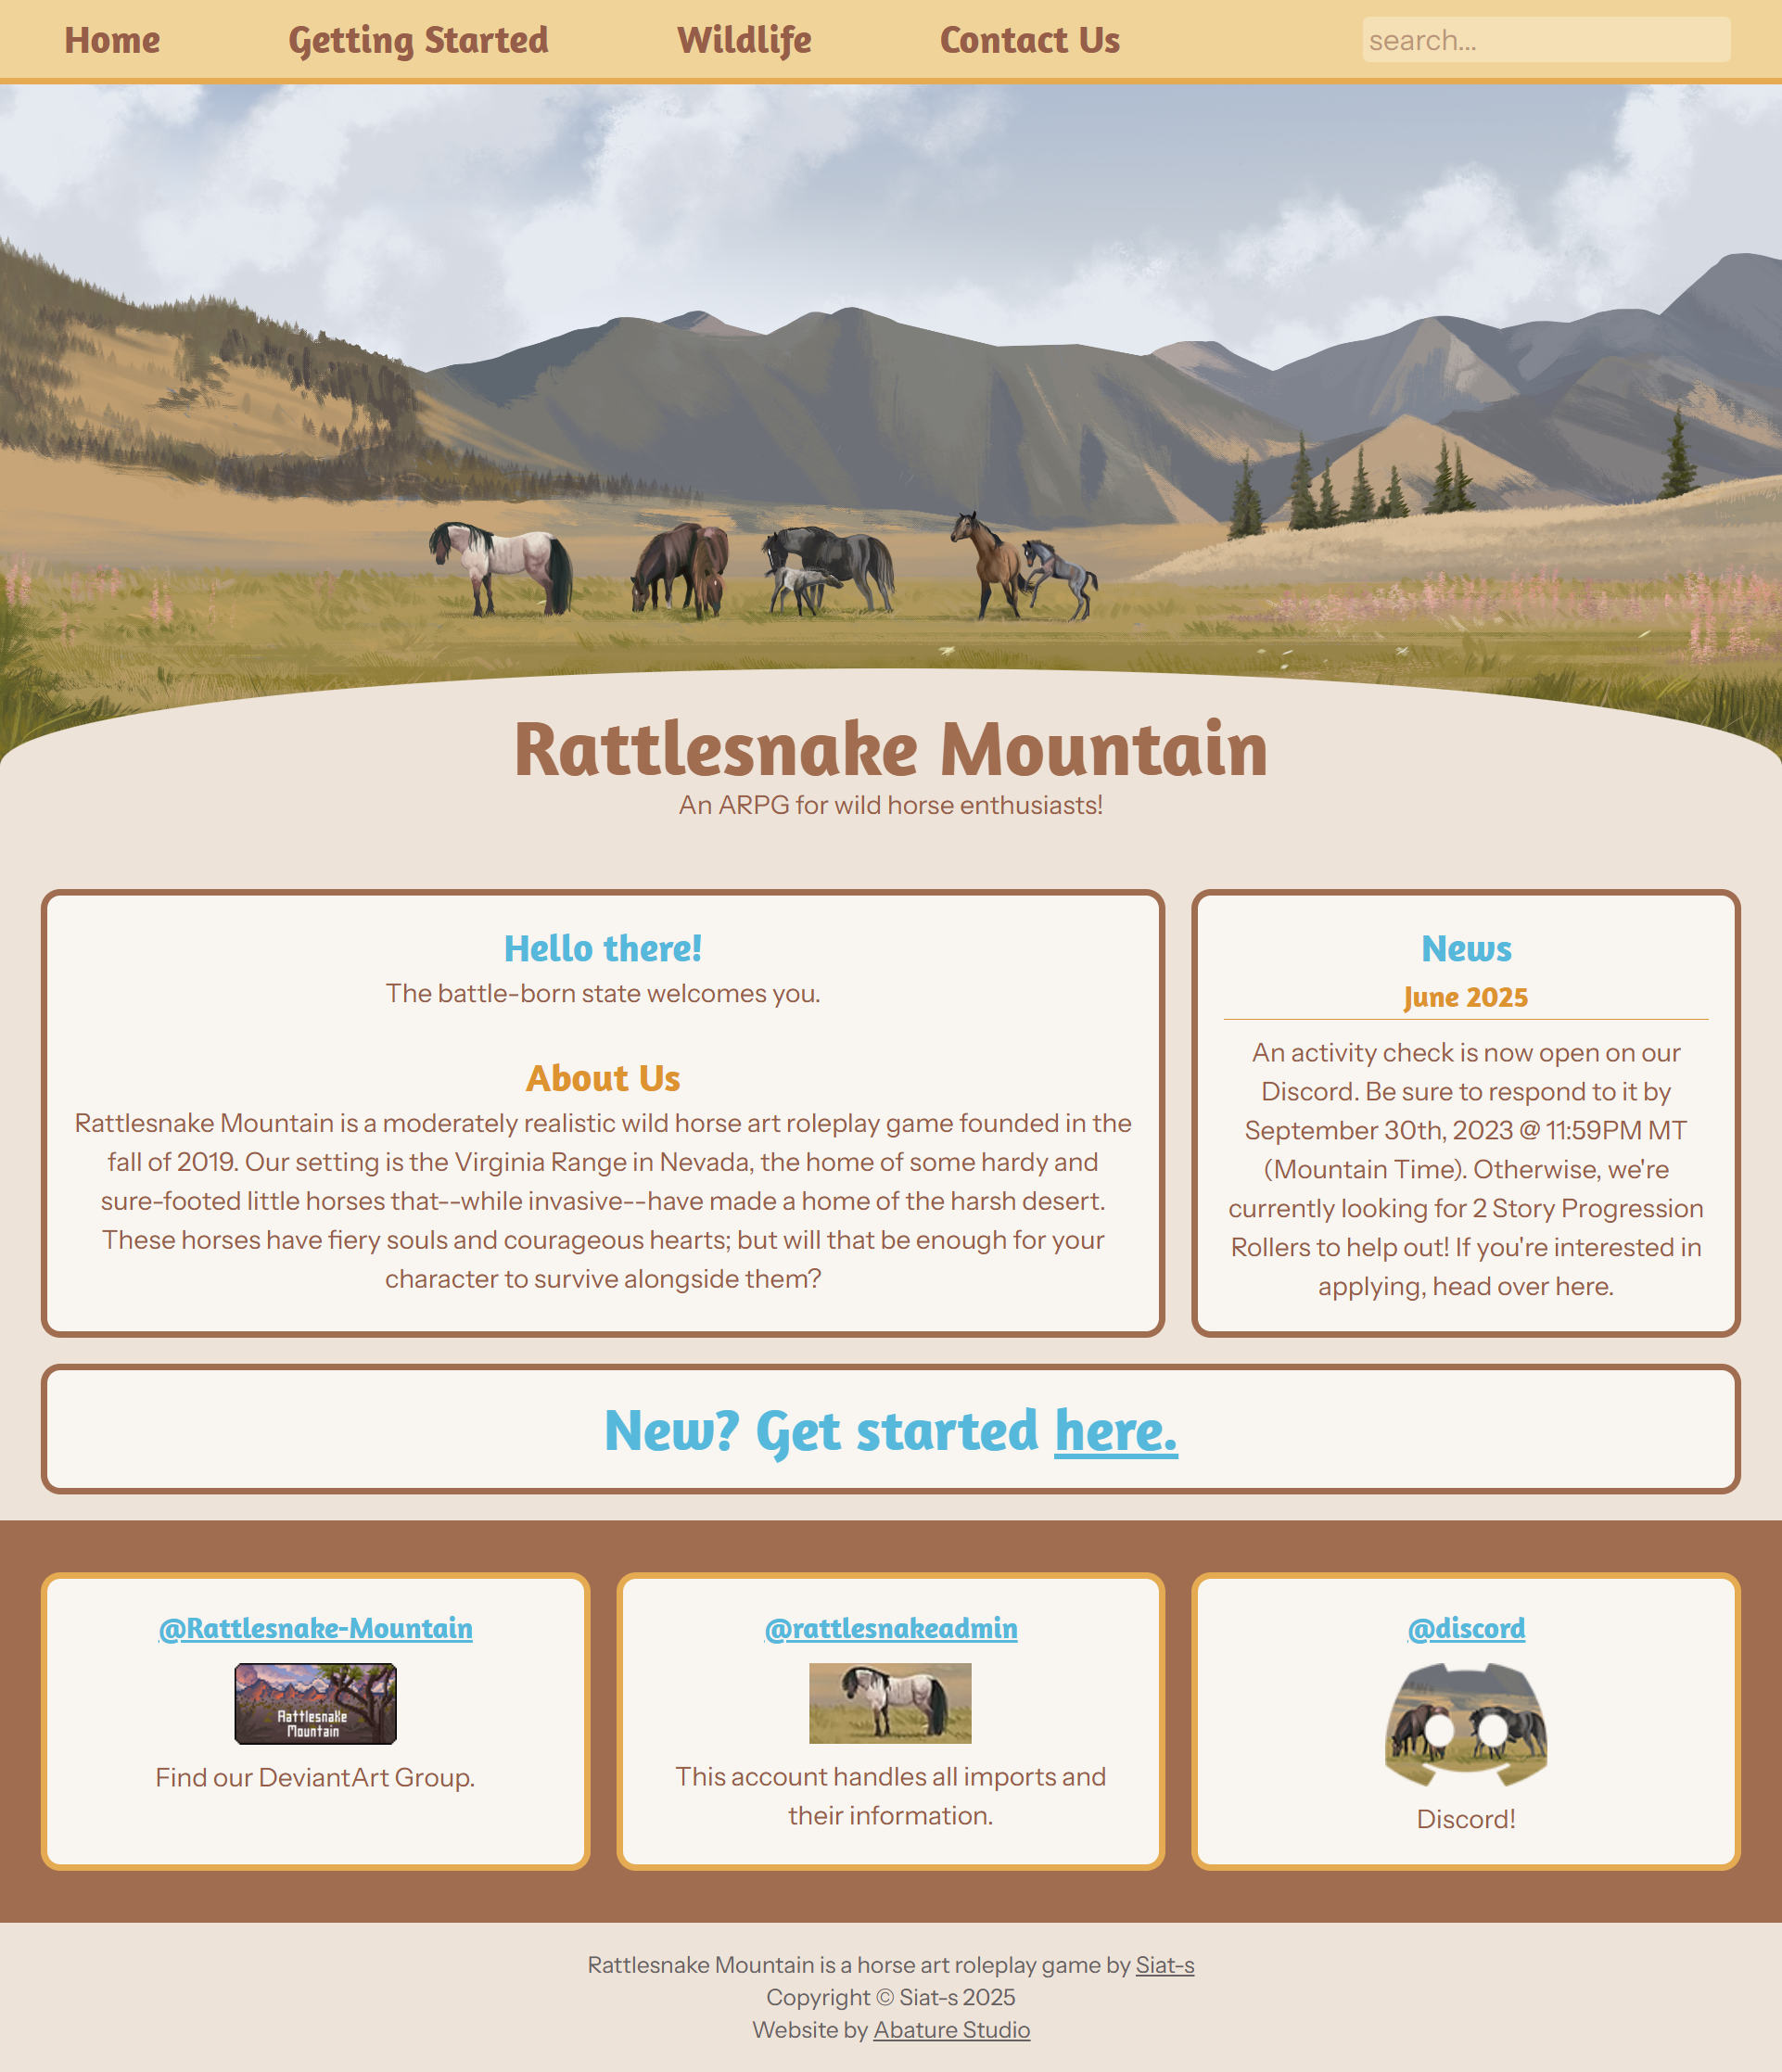 Home
Getting Started
Wildlife
Contact Us
search...
Rattlesnake Mountain
An ARPG for wild horse enthusiasts!
Hello there!
The battle-born state welcomes you.
About Us
Rattlesnake Mountain is a moderately realistic wild horse art roleplay game founded in the
fall of 2019. Our setting is the Virginia Range in Nevada, the home of some hardy and
sure-footed little horses that--while invasive--have made a home of the harsh desert.
These horses have fiery souls and courageous hearts; but will that be enough for your
character to survive alongside them?
News
June 2025
An activity check is now open on our
Discord. Be sure to respond to it by
September 30th, 2023 @ 11:59PM MT
(Mountain Time). Otherwise, we're
currently looking for 2 Story Progression
Rollers to help out! If you're interested in
applying, head over here.
New? Get started here.
@Rattlesnake-Mountain
Rattlesnake
Mountain
Find our DeviantArt Group.
@rattlesnakeadmin
This account handles all imports and
their information.
@discord
Discord!
Rattlesnake Mountain is a horse art roleplay game by Siat-s
Copyright © Siat-s 2025
Website by Abature Studio